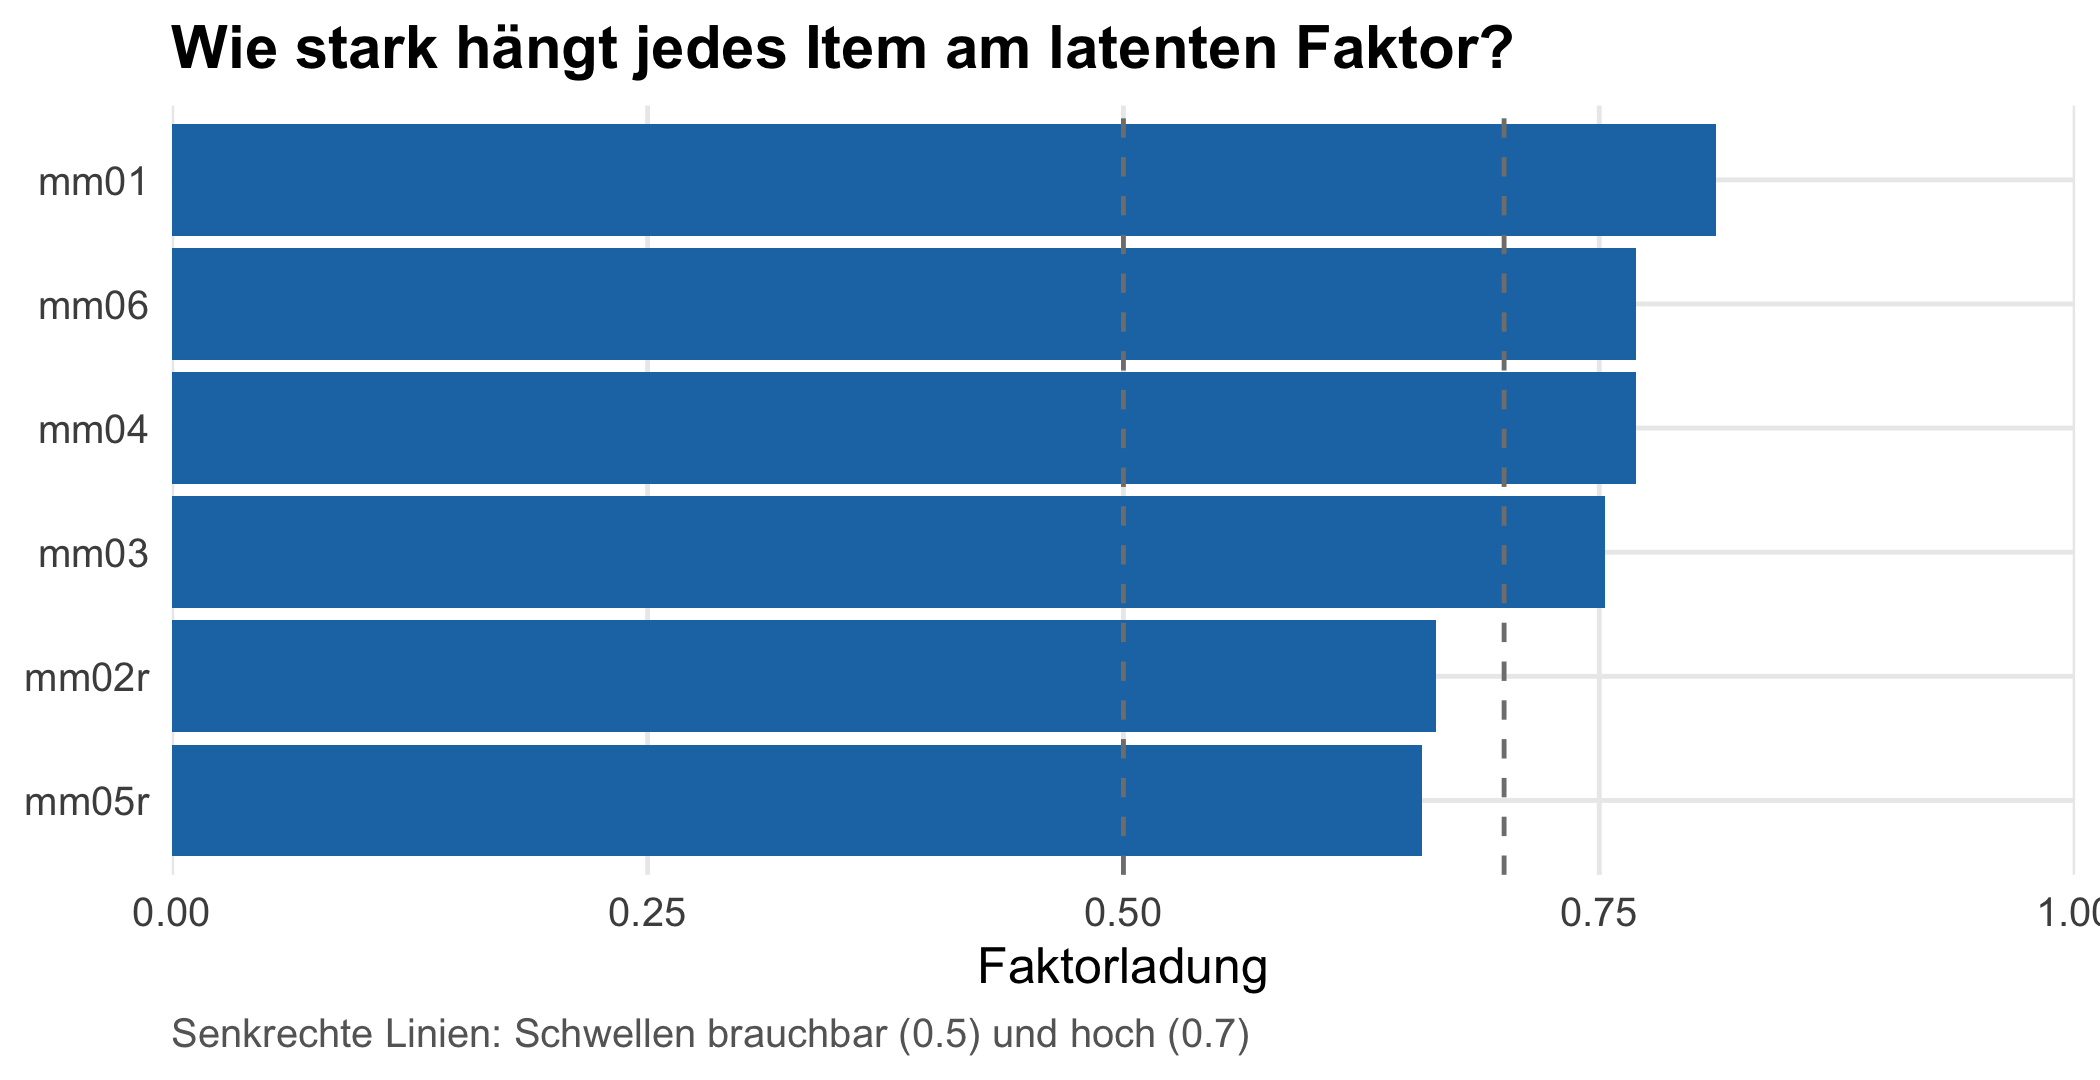 Wie stark hängt jedes Item am latenten Faktor?
mm01
mm06
mm04
mm03
mm02r
mm05r
0.00 0.25 0.50 0.75 1.00
Faktorladung
Senkrechte Linien: Schwellen brauchbar (0.5) und hoch (0.7)